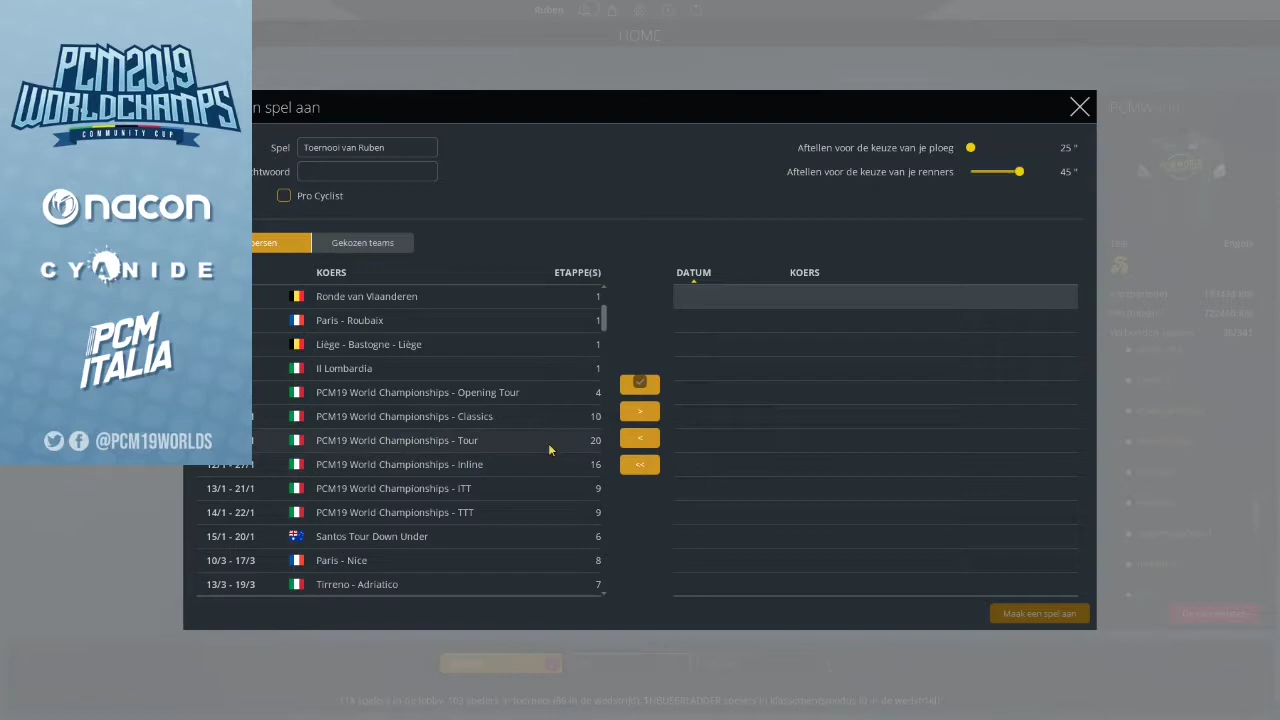 Ruben
HOME
PCM2019
WORLDCHAMPS
COMMUNITY CUP
nacon
CYANIDE
PCM
ITALIA
@PCM19WORLDS
n spel aan
Spel
Toernooi van Ruben
htwoord
Pro Cyclist
Aftellen voor de keuze van je ploeg
25 "
Aftellen voor de keuze van je renners
45 "
Gekozen teams
KOERS
ETAPPE(S)
DATUM
KOERS
Ronde van Vlaanderen 1
Paris - Roubaix 1
Liège - Bastogne - Liège 1
Il Lombardia 1
PCM19 World Championships - Opening Tour 4
PCM19 World Championships - Classics 10
PCM19 World Championships - Tour 20
12/1 - 27/1 PCM19 World Championships - Inline 16
13/1 - 21/1 PCM19 World Championships - ITT 9
14/1 - 22/1 PCM19 World Championships - TTT 9
15/1 - 20/1 Santos Tour Down Under 6
10/3 - 17/3 Paris - Nice 8
13/3 - 19/3 Tirreno - Adriatico 7
>
<
<<
Maak een spel aan